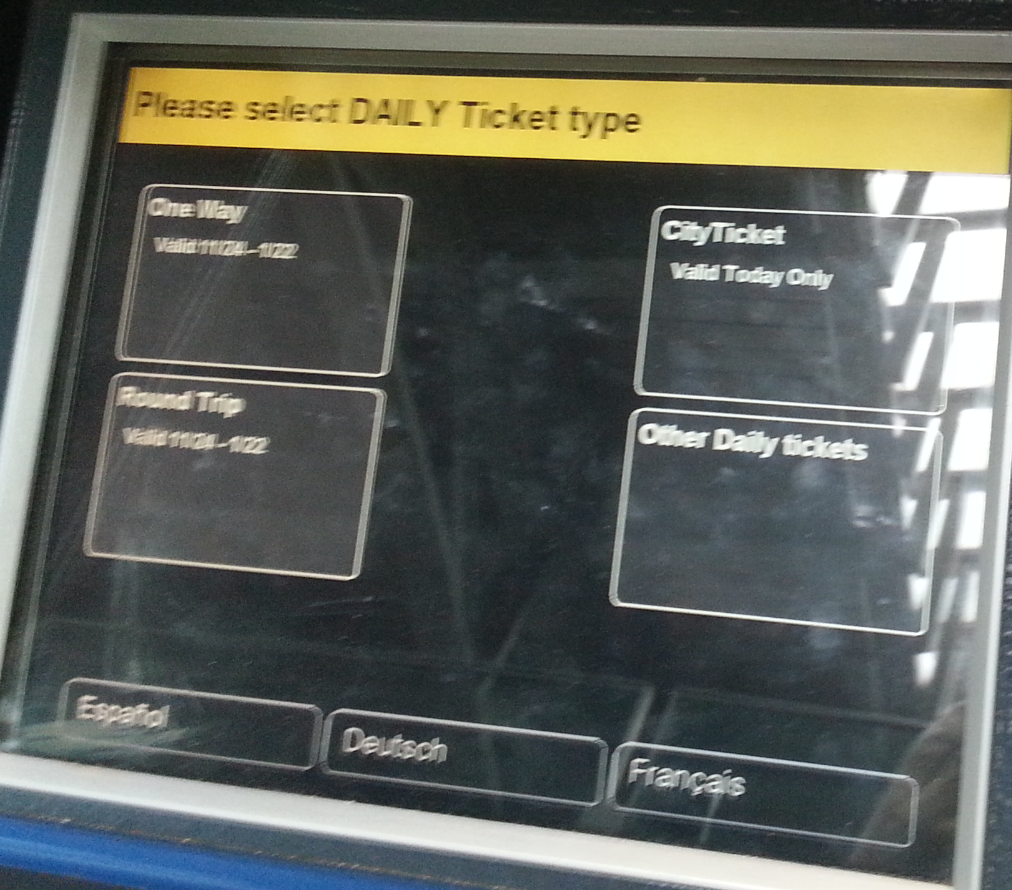 Please select DAILY Ticket type
One Way
Valid 11/24 - 1/22
CityTicket
Valid Today Only
Round Trip
Valid 11/24 - 1/22
Other Daily tickets
Español
Deutsch
Français